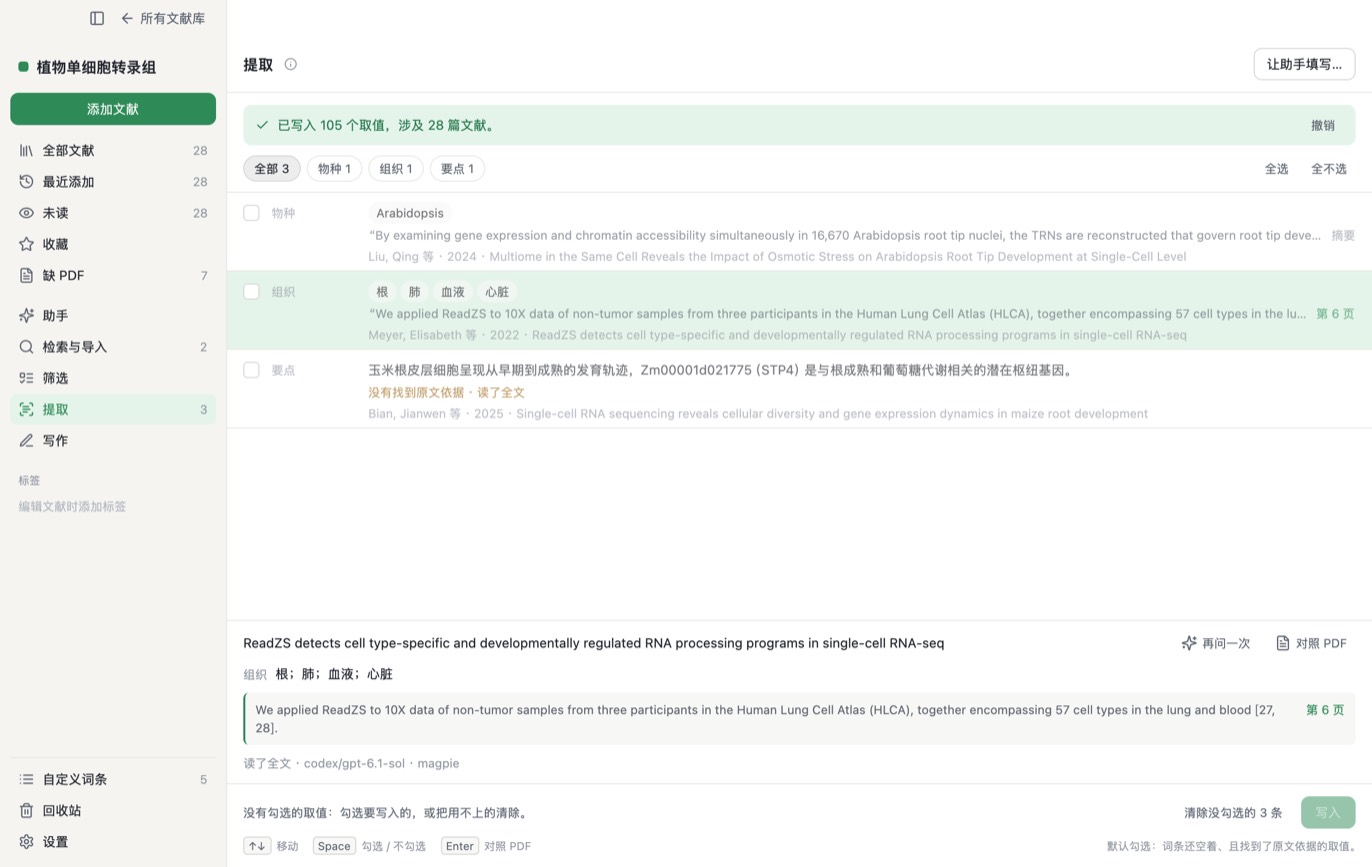 所有文献库
植物单细胞转录组
添加文献
全部文献 28
最近添加 28
未读 28
收藏
缺 PDF 7
助手
检索与导入 2
筛选
提取 3
写作
标签
编辑文献时添加标签
自定义词条 5
回收站
设置
提取
让助手填写...
已写入 105 个取值，涉及 28 篇文献。 撤销
全部 3 物种 1 组织 1 要点 1 全选 全不选
物种 Arabidopsis
“By examining gene expression and chromatin accessibility simultaneously in 16,670 Arabidopsis root tip nuclei, the TRNs are reconstructed that govern root tip deve... 摘要
Liu, Qing 等 · 2024 · Multiome in the Same Cell Reveals the Impact of Osmotic Stress on Arabidopsis Root Tip Development at Single-Cell Level
组织 根 肺 血液 心脏
“We applied ReadZS to 10X data of non-tumor samples from three participants in the Human Lung Cell Atlas (HLCA), together encompassing 57 cell types in the lu... 第 6 页
Meyer, Elisabeth 等 · 2022 · ReadZS detects cell type-specific and developmentally regulated RNA processing programs in single-cell RNA-seq
要点 玉米根皮层细胞呈现从早期到成熟的发育轨迹，Zm00001d021775 (STP4) 是与根成熟和葡萄糖代谢相关的潜在枢纽基因。
没有找到原文依据 · 读了全文
Bian, Jianwen 等 · 2025 · Single-cell RNA sequencing reveals cellular diversity and gene expression dynamics in maize root development
ReadZS detects cell type-specific and developmentally regulated RNA processing programs in single-cell RNA-seq 再问一次 对照 PDF
组织 根；肺；血液；心脏
We applied ReadZS to 10X data of non-tumor samples from three participants in the Human Lung Cell Atlas (HLCA), together encompassing 57 cell types in the lung and blood [27, 第 6 页
28].
读了全文 · codex/gpt-6.1-sol · magpie
没有勾选的取值：勾选要写入的，或把用不上的清除。 清除没勾选的 3 条 写入
↑↓ 移动 Space 勾选 / 不勾选 Enter 对照 PDF 默认勾选：词条还空着、且找到了原文依据的取值。